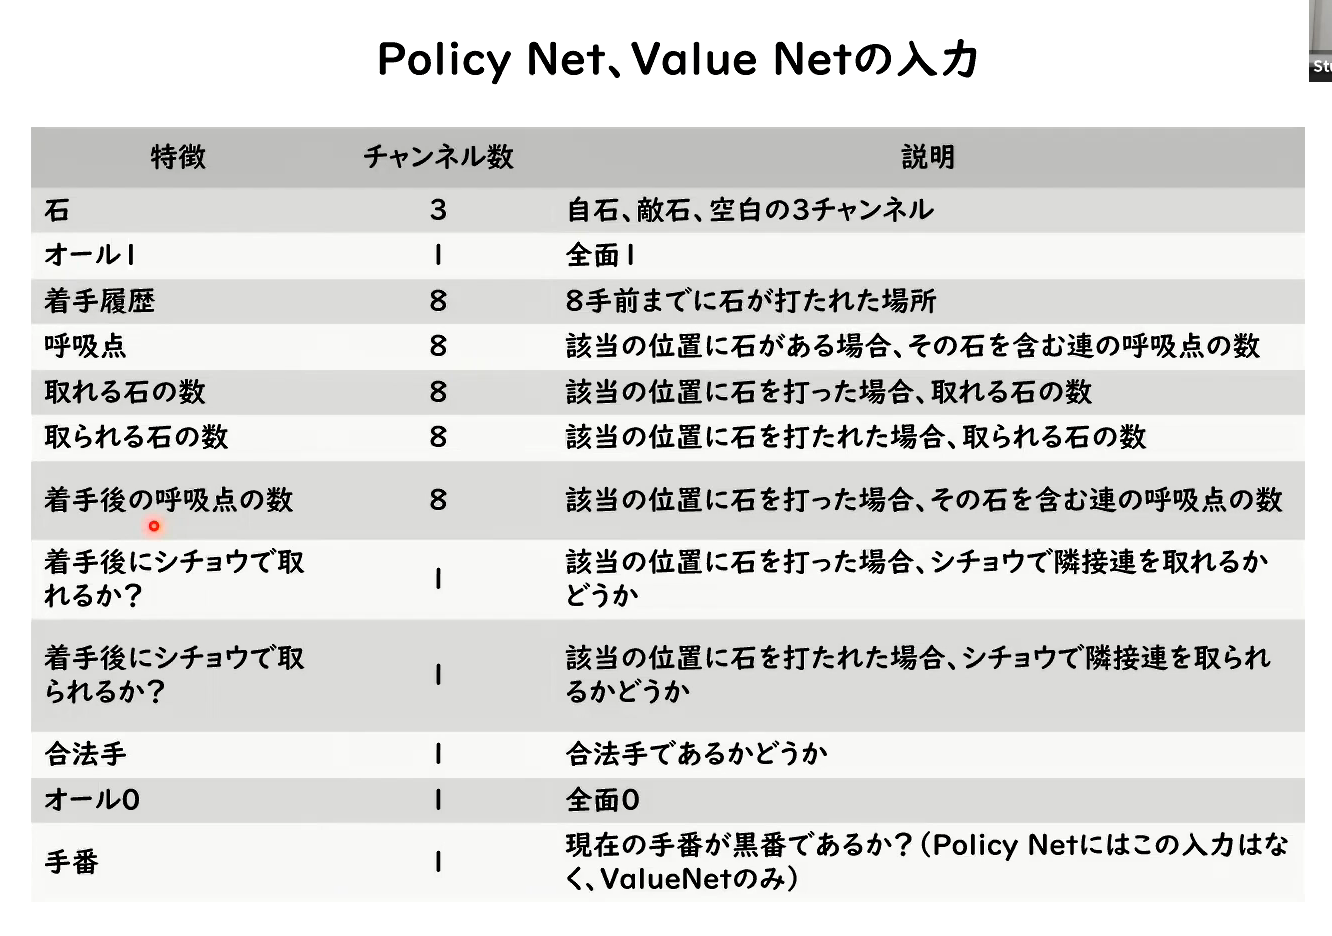 Policy Net、Value Netの入力
Stu
特徴 チャンネル数 説明
石 3 自石、敵石、空白の3チャンネル
オール1 1 全面1
着手履歴 8 8手前までに石が打たれた場所
呼吸点 8 該当の位置に石がある場合、その石を含む連の呼吸点の数
取れる石の数 8 該当の位置に石を打った場合、取れる石の数
取られる石の数 8 該当の位置に石を打たれた場合、取られる石の数
着手後の呼吸点の数 8 該当の位置に石を打った場合、その石を含む連の呼吸点の数
着手後にシチョウで取
れるか?
1
該当の位置に石を打った場合、シチョウで隣接連を取れるか
どうか
着手後にシチョウで取
られるか?
1
該当の位置に石を打たれた場合、シチョウで隣接連を取られ
るかどうか
合法手 1 合法手であるかどうか
オール0 1 全面0
手番
1
現在の手番が黒番であるか?(Policy Netにはこの入力はな
く、ValueNetのみ)